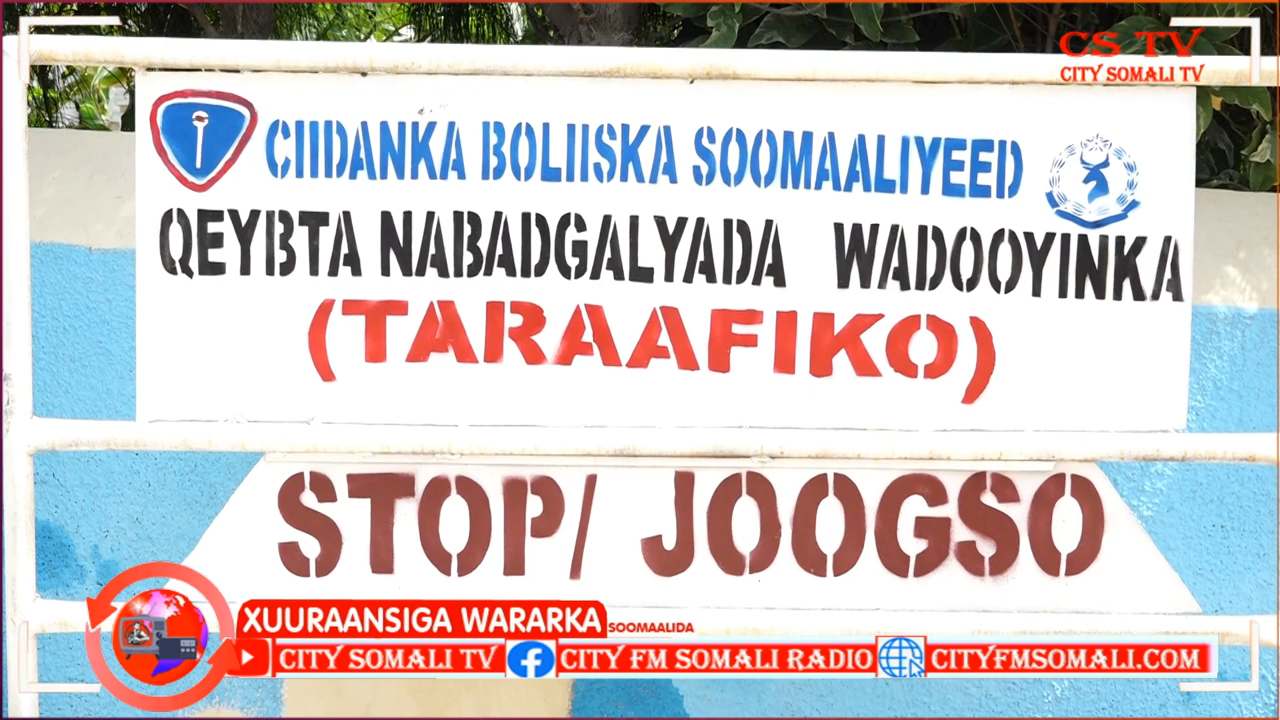 CS TV
CITY SOMALI TV
CIIDANKA BOLIISKA SOOMAALIYEED
QEYBTA NABADGALYADA WADOOYINKA
(TARAAFIKO)
STOP/ JOOGSO
XUURAANSIGA WARARKA SOOMAALIDA
CITY SOMALI TV CITY FM SOMALI RADIO CITYFMSOMALI.COM